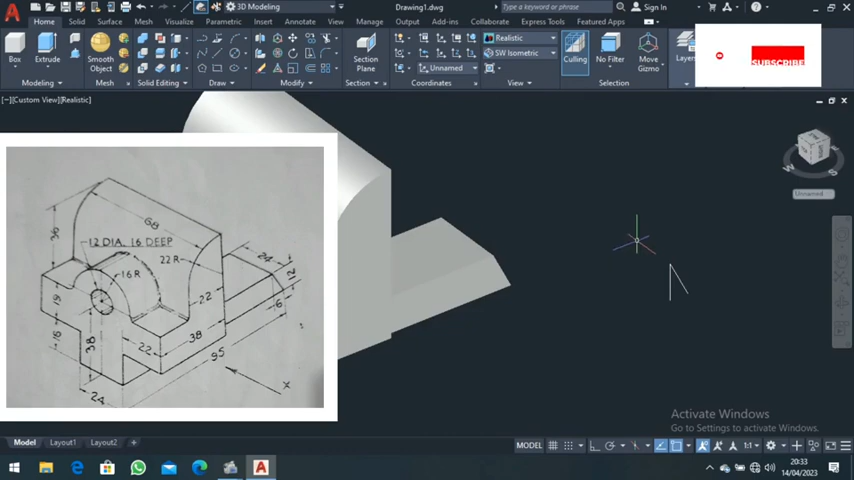 3D Modeling
Drawing1.dwg
Type a keyword or phrase
Sign In
SUBSCRIBE
Home
Solid
Surface
Mesh
Visualize
Parametric
Insert
Annotate
View
Manage
Output
Add-ins
Collaborate
Express Tools
Featured Apps
Box
Extrude
Smooth
Object
Section
Plane
Unnamed
Realistic
SW Isometric
Culling
No Filter
Move
Gizmo
Layers
Modeling
Mesh
Solid Editing
Draw
Modify
Section
Coordinates
View
Selection
[−][Custom View][Realistic]
W
S
Unnamed
68
36
12 DIA. 16 DEEP
16 R
22 R
24
12
6
19
16
38
22
22
38
95
24
X
Activate Windows
Go to Settings to activate Windows.
Model
Layout1
Layout2
+
MODEL
1:1
20:33
14/04/2023